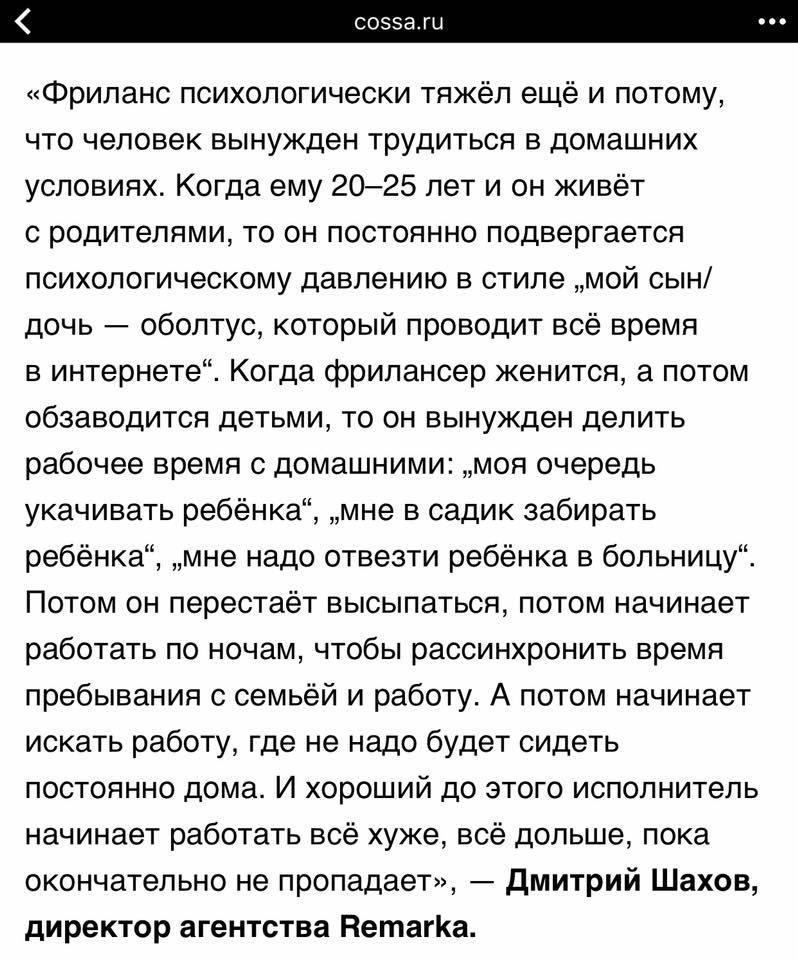 cossa.ru
«Фриланс психологически тяжёл ещё и потому,
что человек вынужден трудиться в домашних
условиях. Когда ему 20–25 лет и он живёт
с родителями, то он постоянно подвергается
психологическому давлению в стиле „мой сын/
дочь — оболтус, который проводит всё время
в интернете“. Когда фрилансер женится, а потом
обзаводится детьми, то он вынужден делить
рабочее время с домашними: „моя очередь
укачивать ребёнка“, „мне в садик забирать
ребёнка“, „мне надо отвезти ребёнка в больницу“.
Потом он перестаёт высыпаться, потом начинает
работать по ночам, чтобы рассинхронить время
пребывания с семьёй и работу. А потом начинает
искать работу, где не надо будет сидеть
постоянно дома. И хороший до этого исполнитель
начинает работать всё хуже, всё дольше, пока
окончательно не пропадает», — Дмитрий Шахов,
директор агентства Remarka.